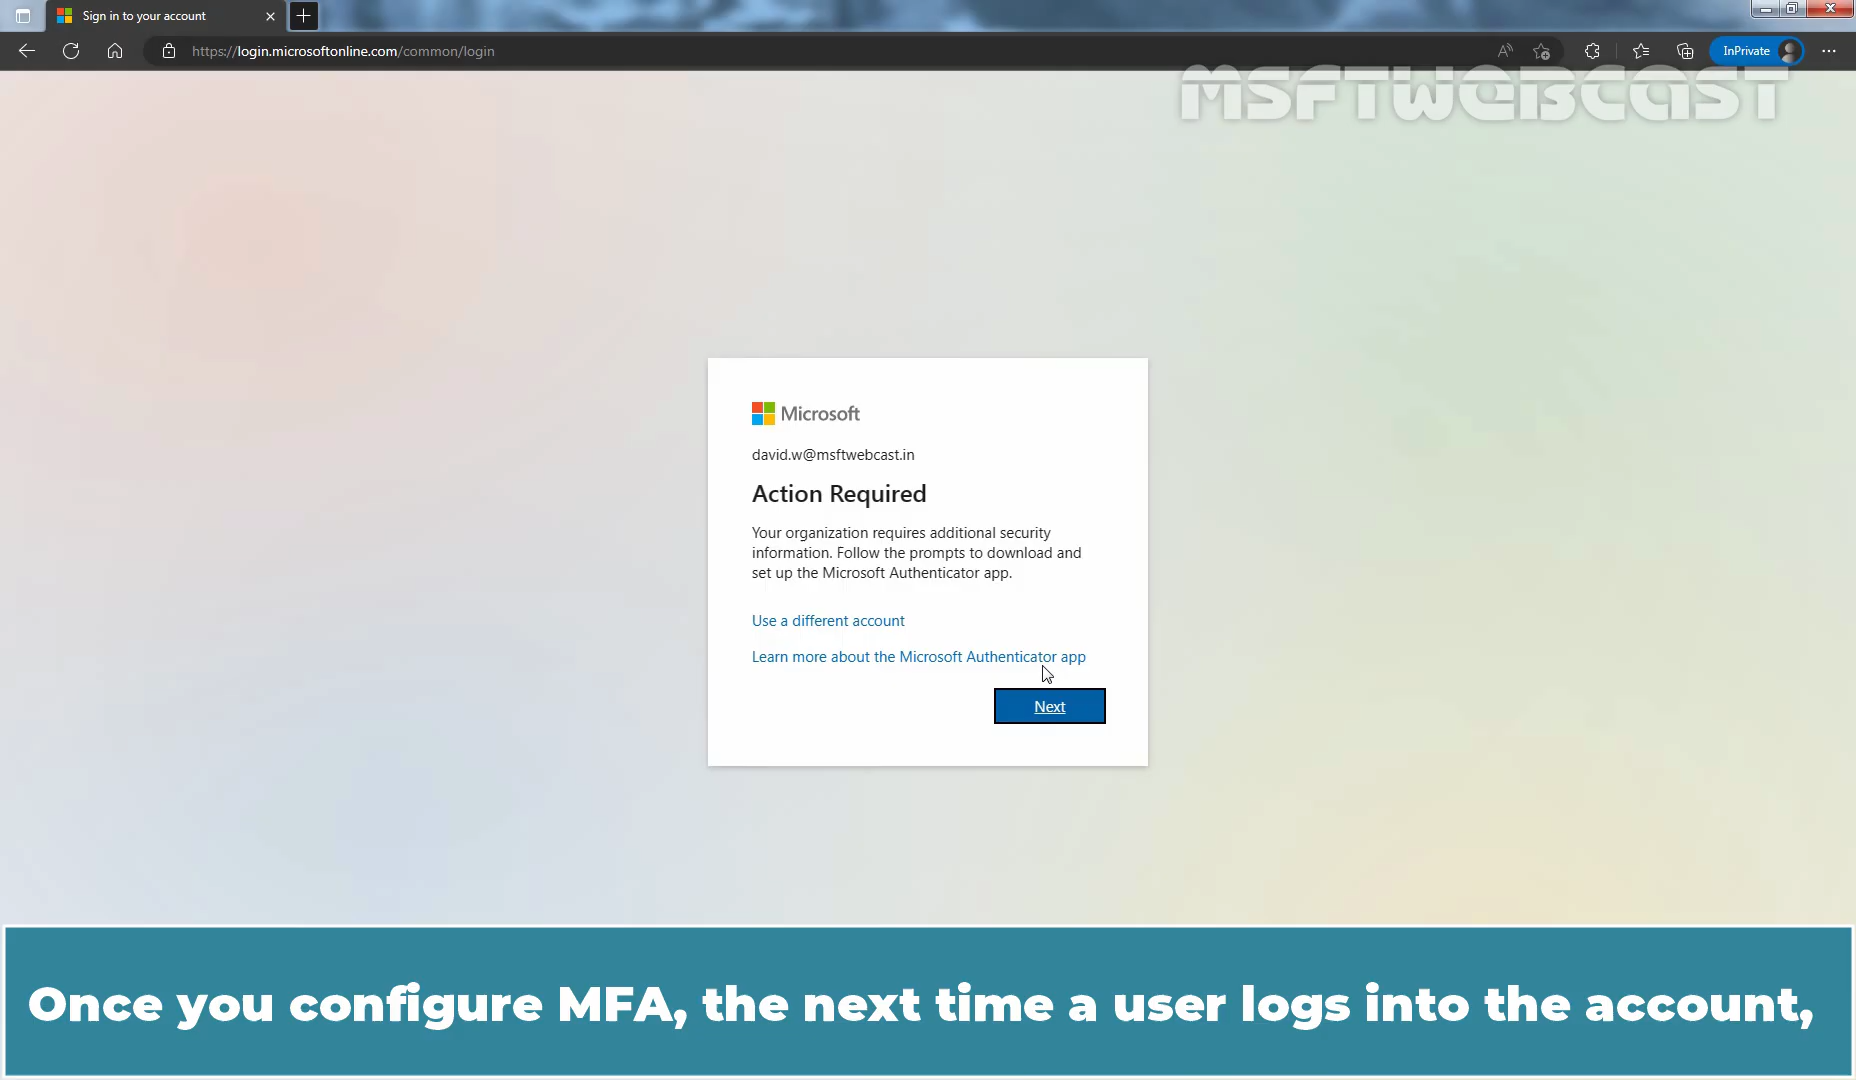 Sign in to your account
https://login.microsoftonline.com/common/login
InPrivate
MSFTWEBCAST
Microsoft
david.w@msftwebcast.in
Action Required
Your organization requires additional security
information. Follow the prompts to download and
set up the Microsoft Authenticator app.
Use a different account
Learn more about the Microsoft Authenticator app
Next
Once you configure MFA, the next time a user logs into the account,